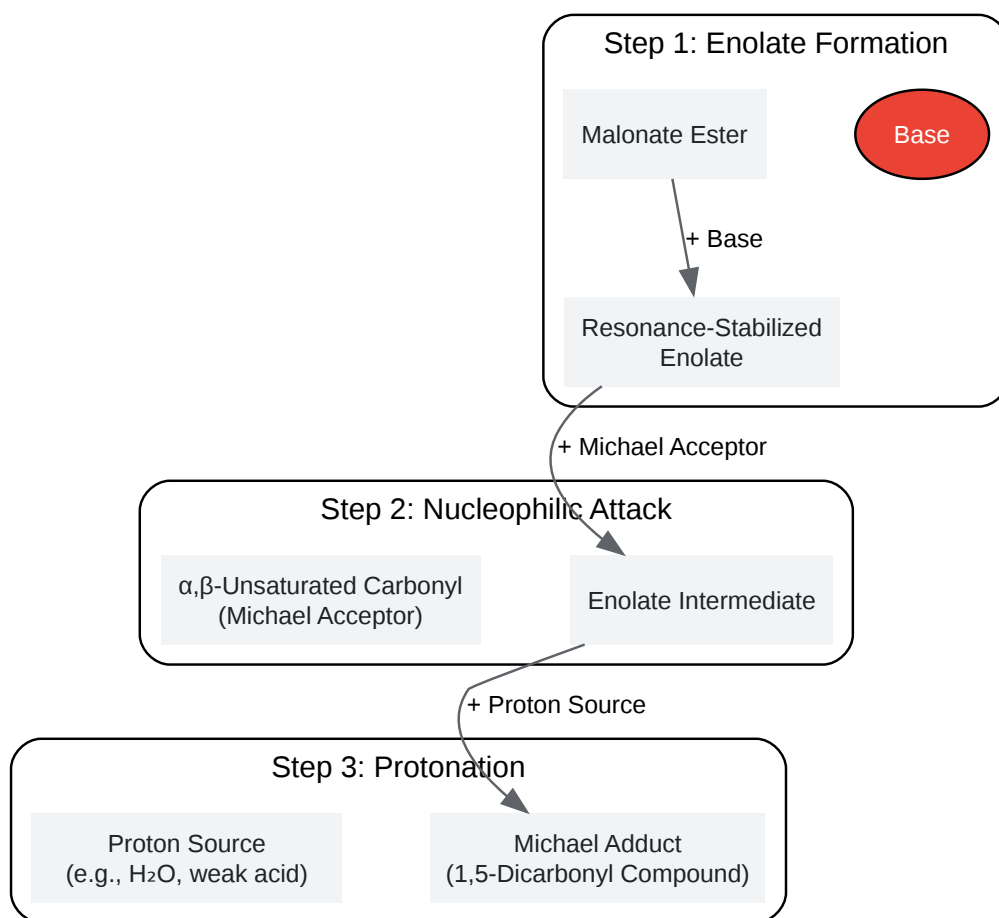 Step 1: Enolate Formation
Malonate Ester
Base
+ Base
Resonance-Stabilized
Enolate
+ Michael Acceptor
Step 2: Nucleophilic Attack
α,β-Unsaturated Carbonyl
(Michael Acceptor)
Enolate Intermediate
+ Proton Source
Step 3: Protonation
Proton Source
(e.g., H₂O, weak acid)
Michael Adduct
(1,5-Dicarbonyl Compound)